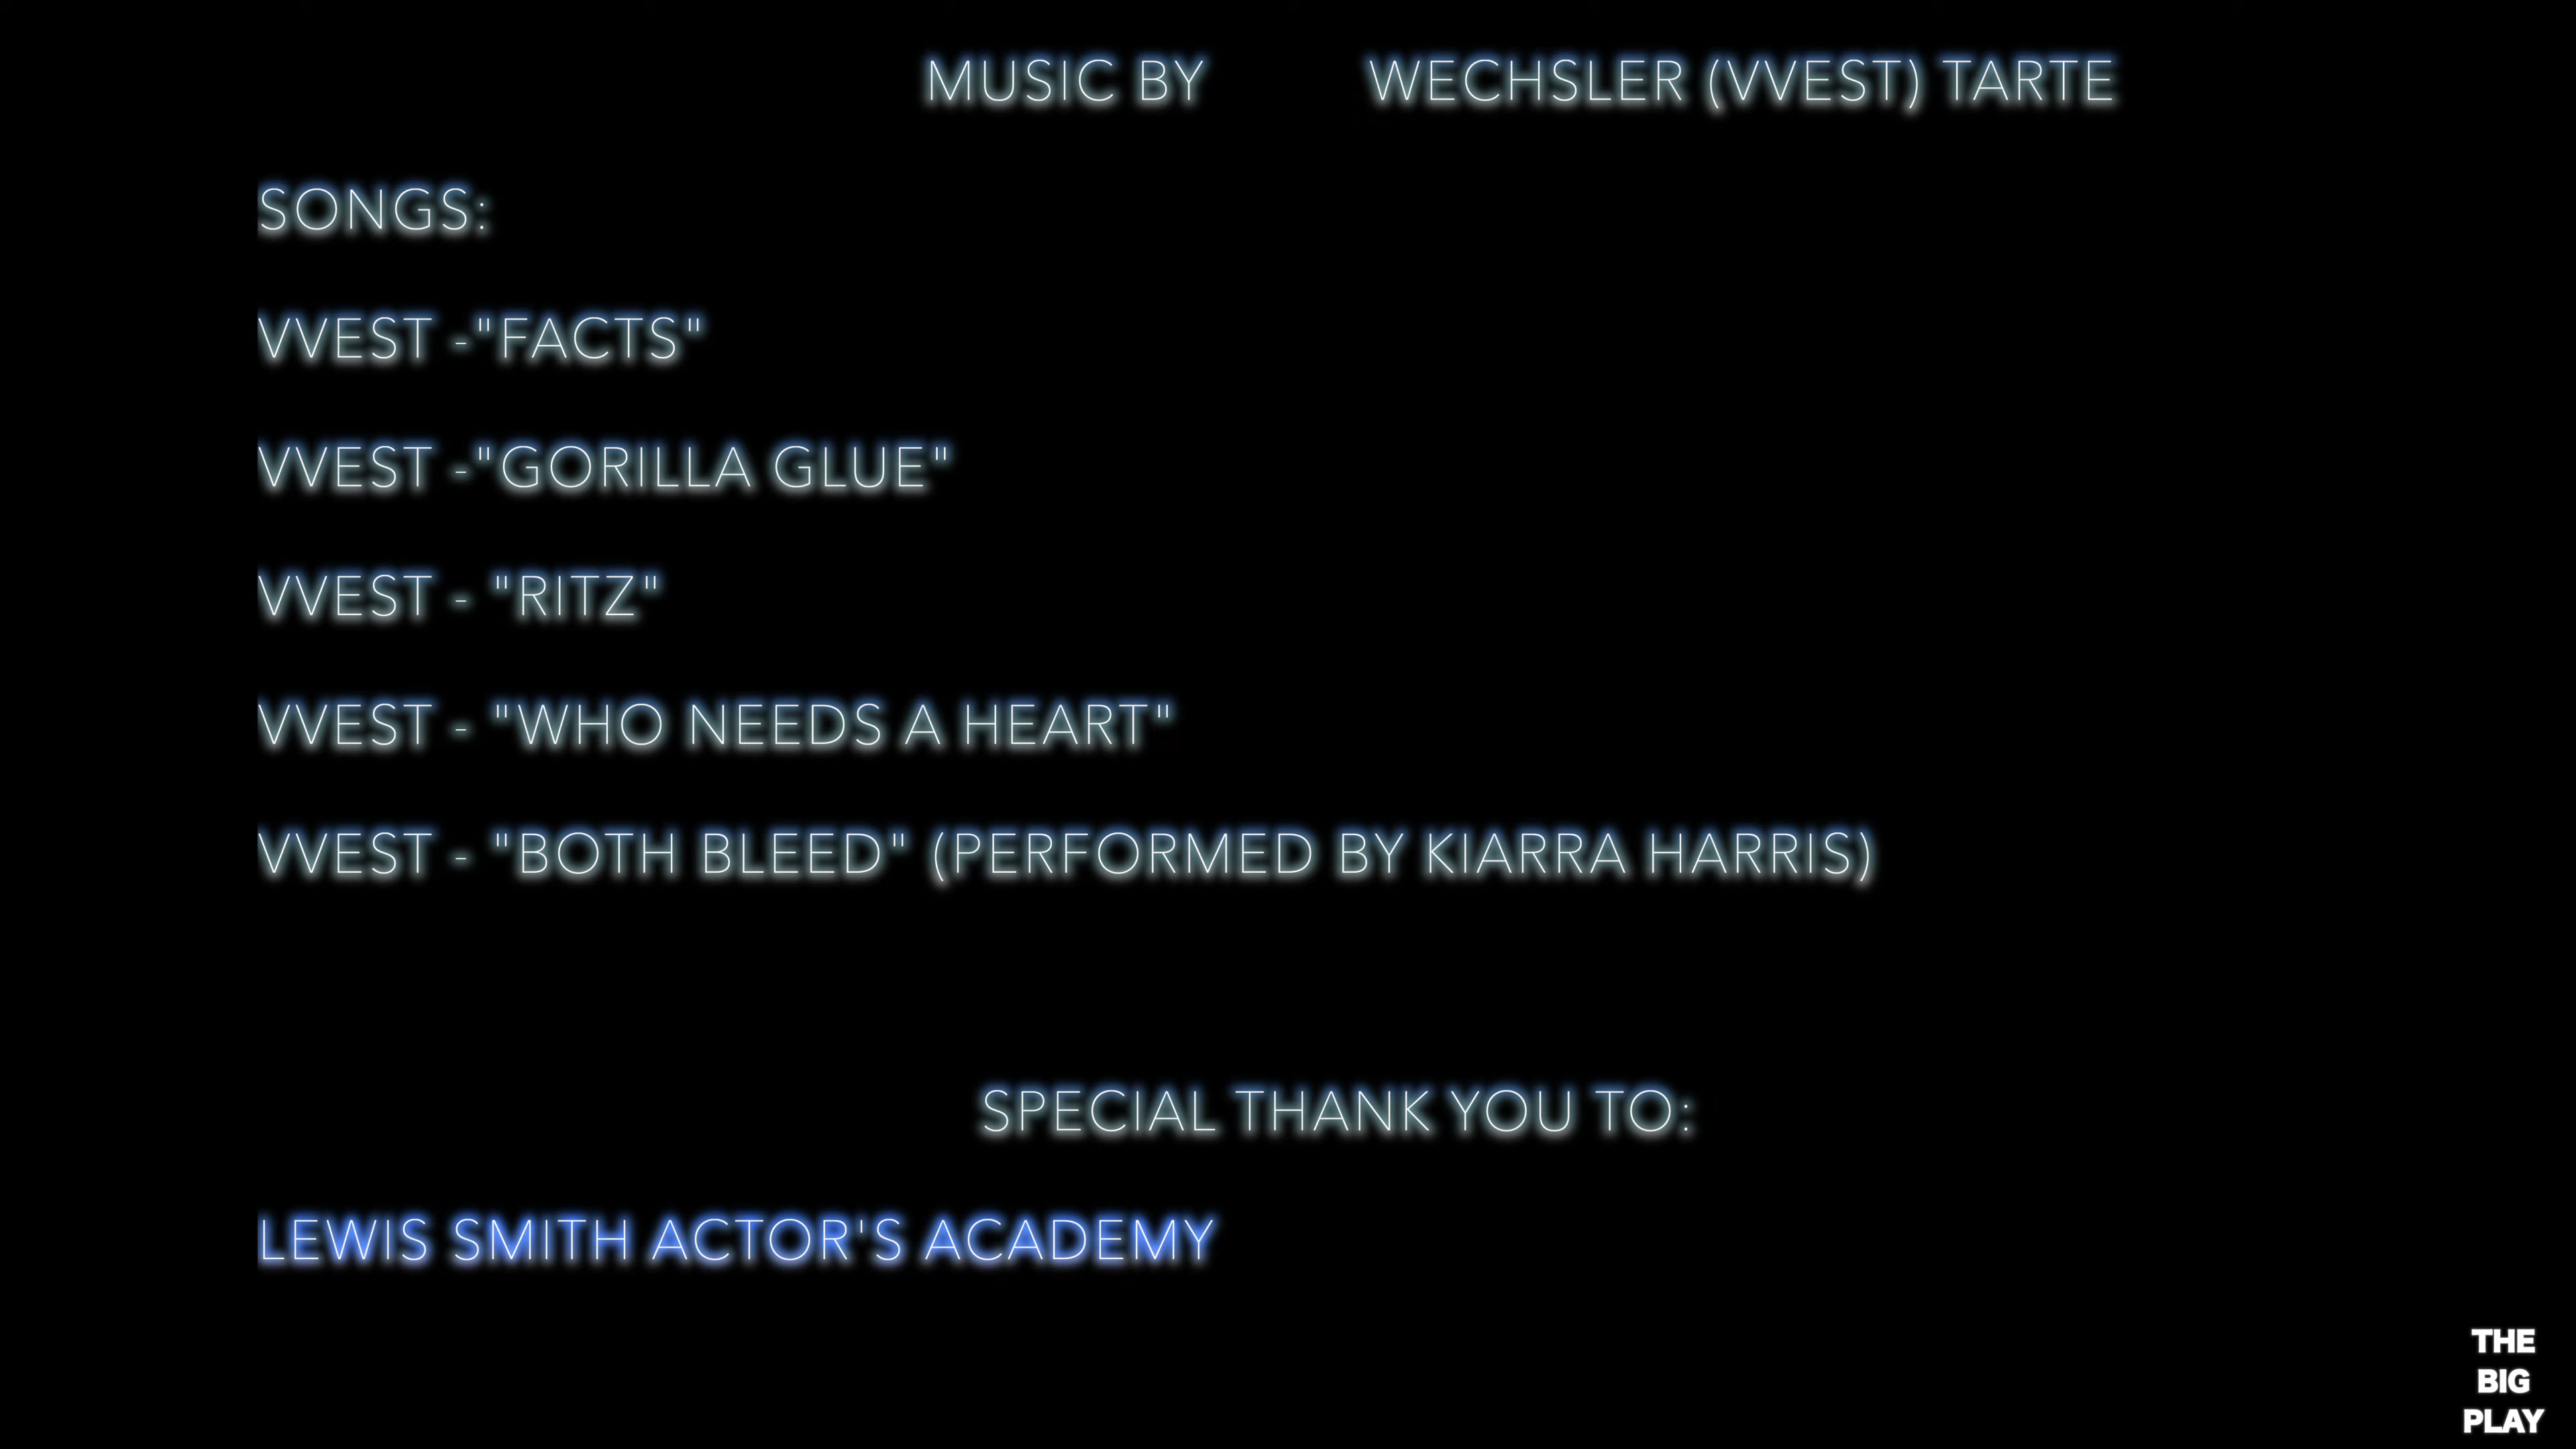 MUSIC BY WECHSLER (VVEST) TARTE
SONGS:
VVEST -"FACTS"
VVEST -"GORILLA GLUE"
VVEST - "RITZ"
VVEST - "WHO NEEDS A HEART"
VVEST - "BOTH BLEED" (PERFORMED BY KIARRA HARRIS)
SPECIAL THANK YOU TO:
LEWIS SMITH ACTOR'S ACADEMY
THE
BIG
PLAY